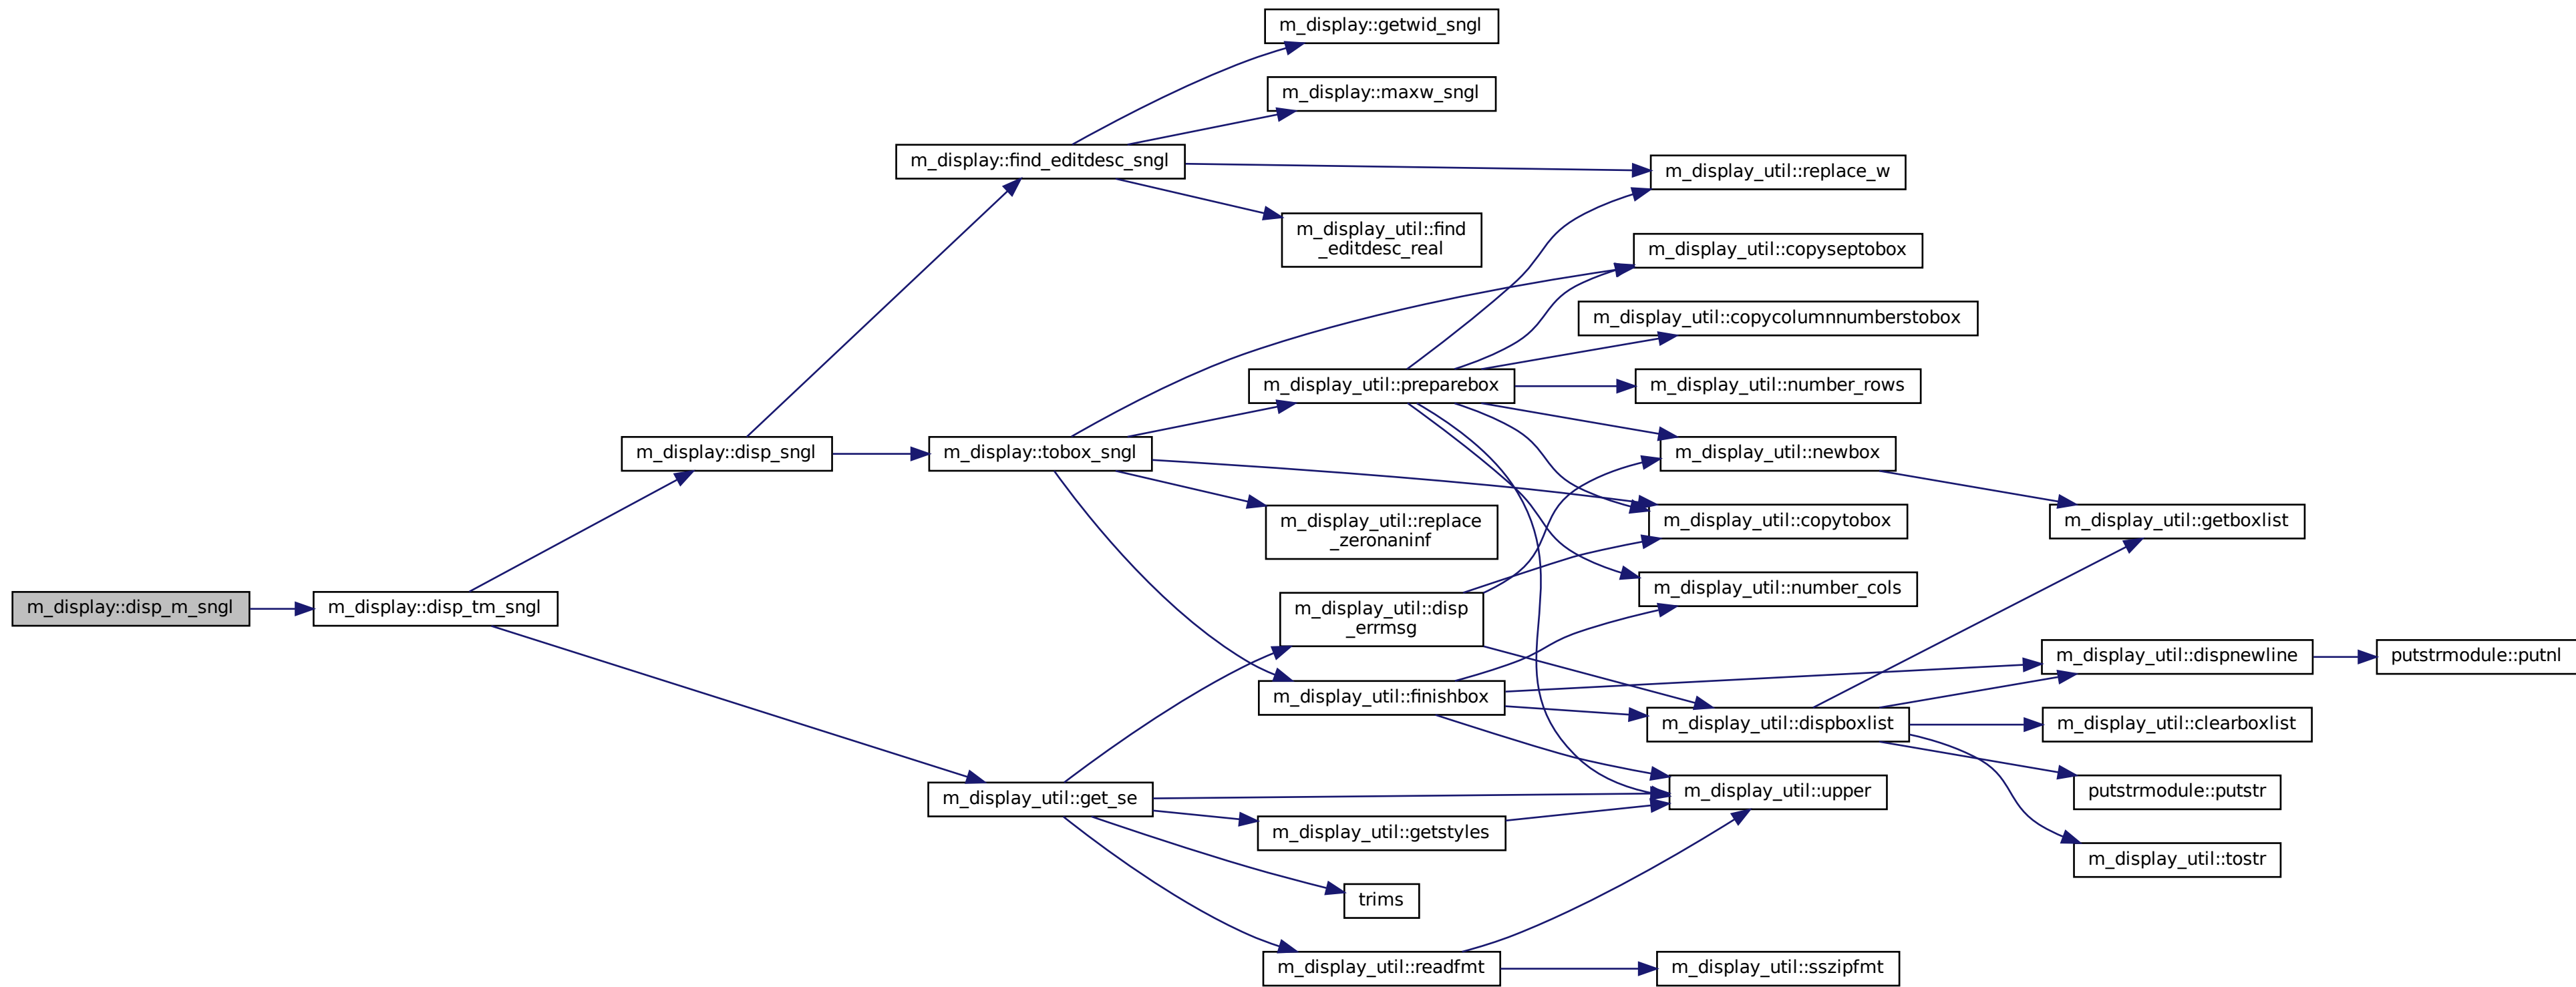 m_display::getwid_sngl
m_display::maxw_sngl
m_display::find_editdesc_sngl
m_display_util::replace_w
m_display_util::find
_editdesc_real
m_display_util::copyseptobox
m_display_util::copycolumnnumberstobox
m_display_util::preparebox
m_display_util::number_rows
m_display::disp_sngl
m_display::tobox_sngl
m_display_util::newbox
m_display_util::replace
_zeronaninf
m_display_util::copytobox
m_display_util::getboxlist
m_display_util::number_cols
m_display::disp_m_sngl
m_display::disp_tm_sngl
m_display_util::disp
_errmsg
m_display_util::dispnewline
putstrmodule::putnl
m_display_util::finishbox
m_display_util::dispboxlist
m_display_util::clearboxlist
m_display_util::get_se
m_display_util::upper
putstrmodule::putstr
m_display_util::getstyles
m_display_util::tostr
trims
m_display_util::readfmt
m_display_util::sszipfmt